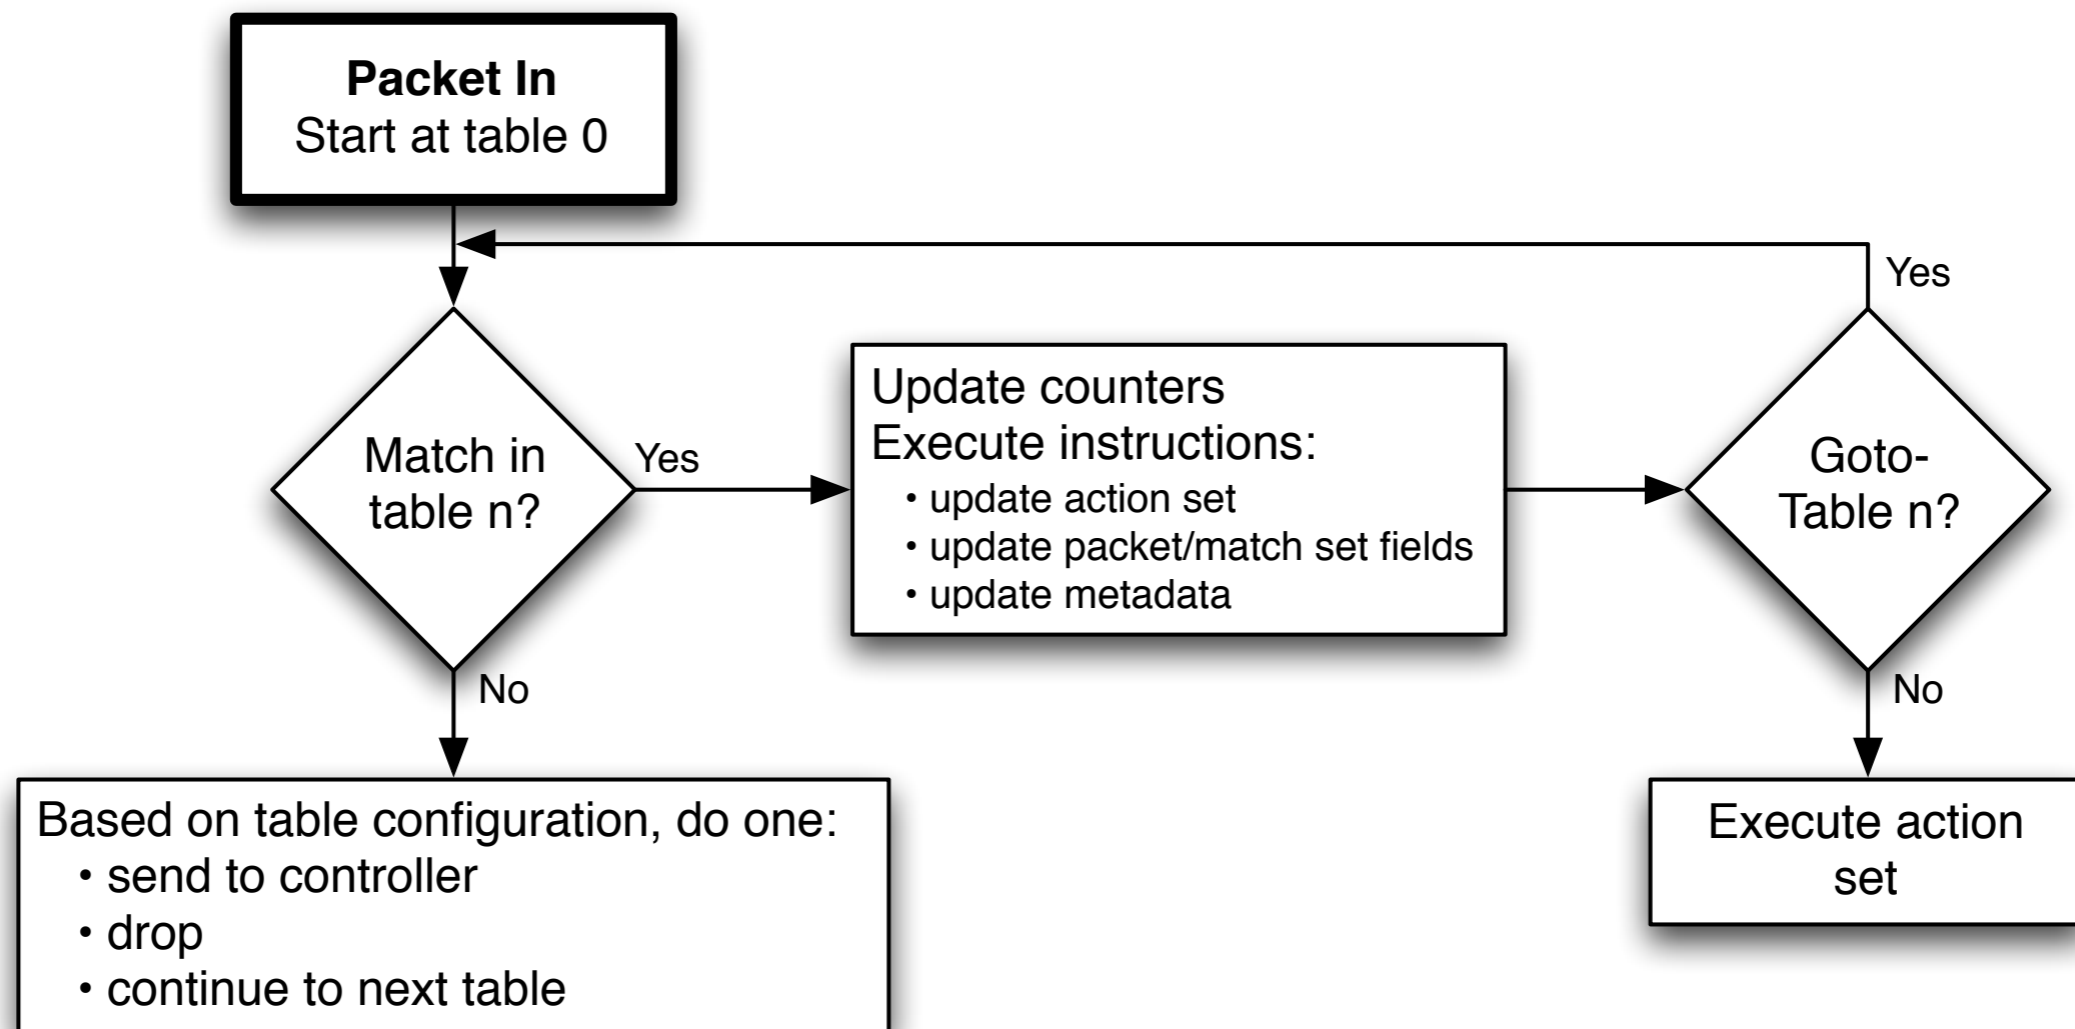 Packet In
Start at table 0
Yes
Match in
table n?
Yes
Update counters
Execute instructions:
• update action set
• update packet/match set fields
• update metadata
Goto-
Table n?
No
No
Based on table configuration, do one:
• send to controller
• drop
• continue to next table
Execute action
set